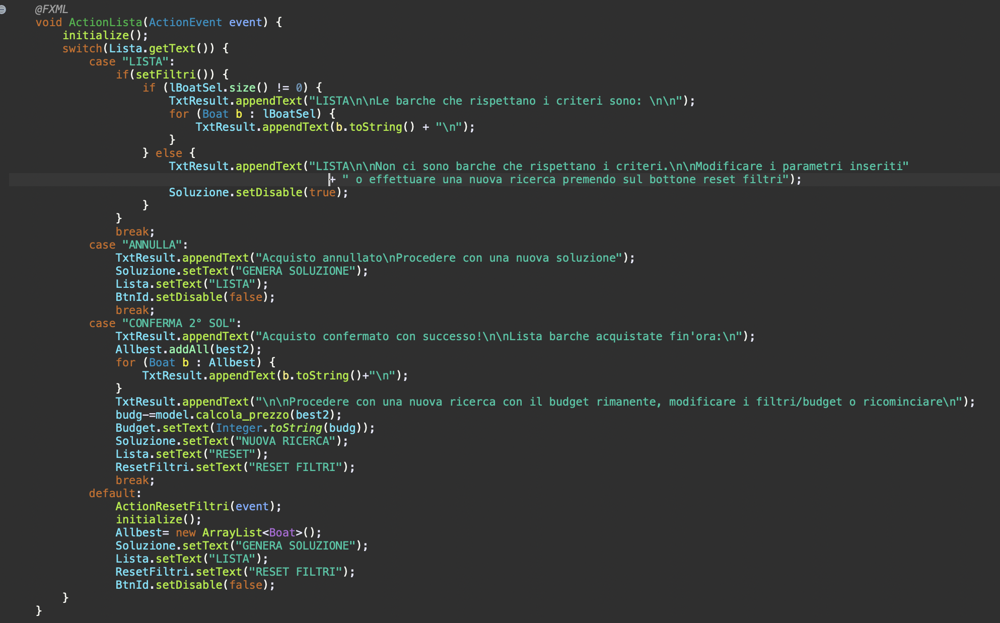 @FXML
void ActionLista(ActionEvent event) {
initialize();
switch(Lista.getText()) {
case "LISTA":
if(setFiltri()) {
if (lBoatSel.size() != 0) {
TxtResult.appendText("LISTA\n\nLe barche che rispettano i criteri sono: \n\n");
for (Boat b : lBoatSel) {
TxtResult.appendText(b.toString() + "\n");
}
} else {
TxtResult.appendText("LISTA\n\nNon ci sono barche che rispettano i criteri.\n\nModificare i parametri inseriti"
+ " o effettuare una nuova ricerca premendo sul bottone reset filtri");
Soluzione.setDisable(true);
}
}
break;
case "ANNULLA":
TxtResult.appendText("Acquisto annullato\nProcedere con una nuova soluzione");
Soluzione.setText("GENERA SOLUZIONE");
Lista.setText("LISTA");
BtnId.setDisable(false);
break;
case "CONFERMA 2° SOL":
TxtResult.appendText("Acquisto confermato con successo!\n\nLista barche acquistate fin'ora:\n");
Allbest.addAll(best2);
for (Boat b : Allbest) {
TxtResult.appendText(b.toString()+"\n");
}
TxtResult.appendText("\n\nProcedere con una nuova ricerca con il budget rimanente, modificare i filtri/budget o ricominciare\n");
budg-=model.calcola_prezzo(best2);
Budget.setText(Integer.toString(budg));
Soluzione.setText("NUOVA RICERCA");
Lista.setText("RESET");
ResetFiltri.setText("RESET FILTRI");
break;
default:
ActionResetFiltri(event);
initialize();
Allbest= new ArrayList<Boat>();
Soluzione.setText("GENERA SOLUZIONE");
Lista.setText("LISTA");
ResetFiltri.setText("RESET FILTRI");
BtnId.setDisable(false);
}
}